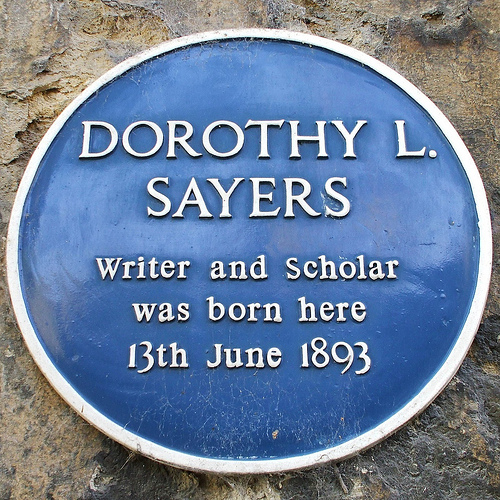 DOROTHY L.
SAYERS
Writer and Scholar
was born here
13th June 1893